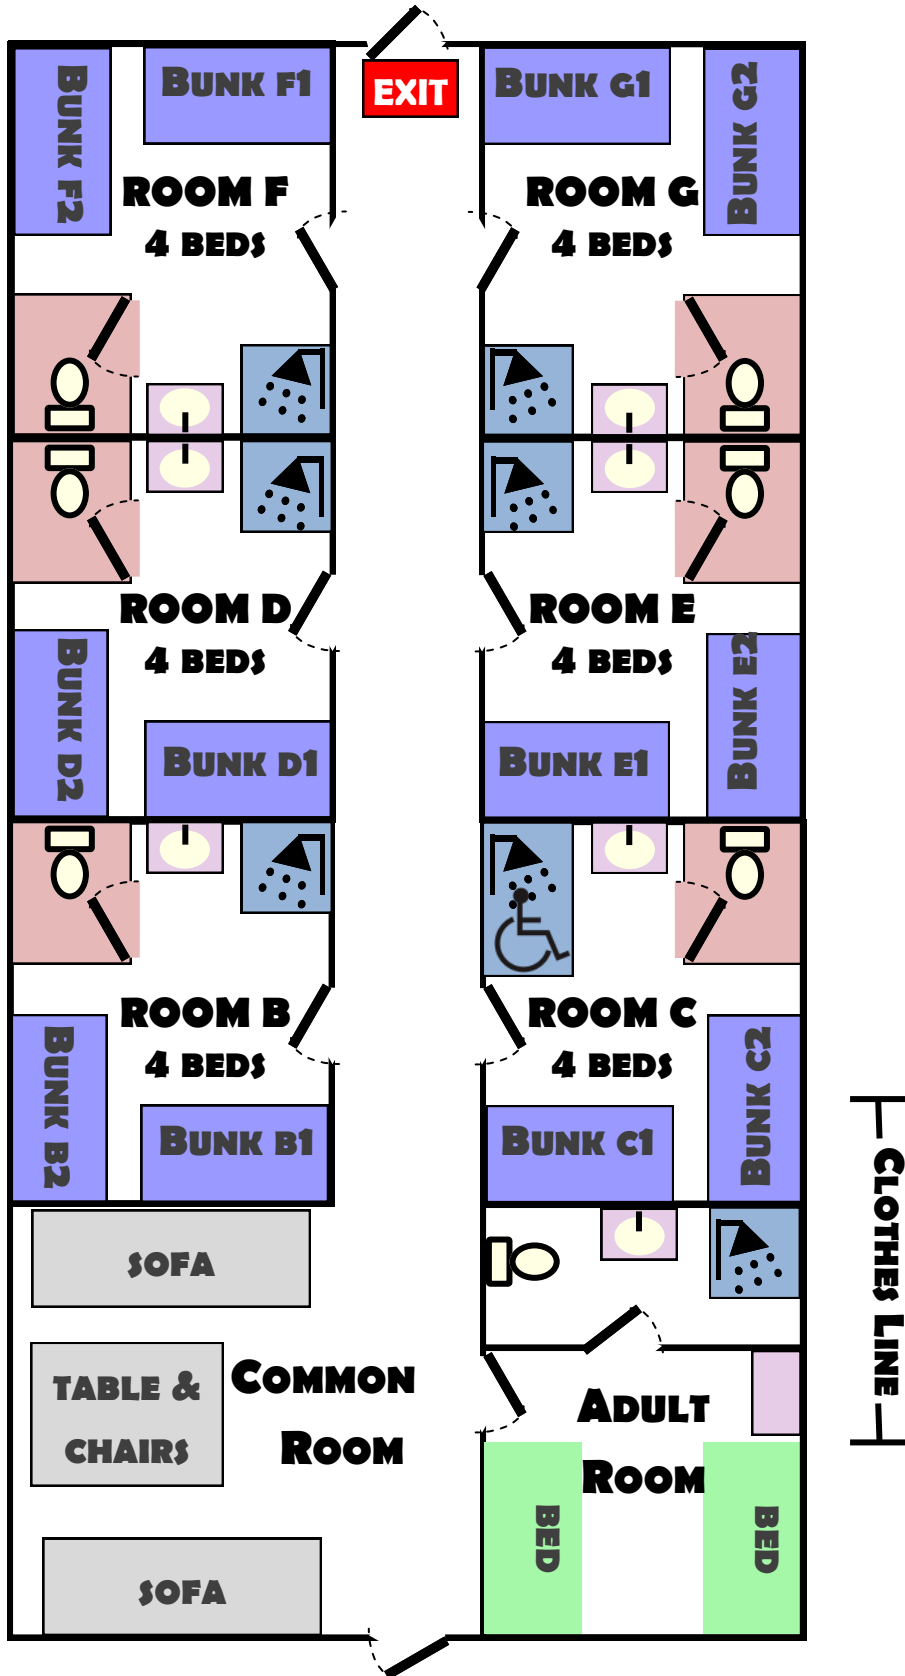 EXIT
BUNK F2
BUNK F1
BUNK G1
BUNK G2
ROOM F
4 BEDS
ROOM G
4 BEDS
ROOM D
4 BEDS
ROOM E
4 BEDS
BUNK D2
BUNK D1
BUNK E1
BUNK E2
ROOM B
4 BEDS
ROOM C
4 BEDS
BUNK B2
BUNK B1
BUNK C1
BUNK C2
CLOTHES LINE
SOFA
TABLE &
CHAIRS
COMMON
ROOM
ADULT
ROOM
BED
BED
SOFA